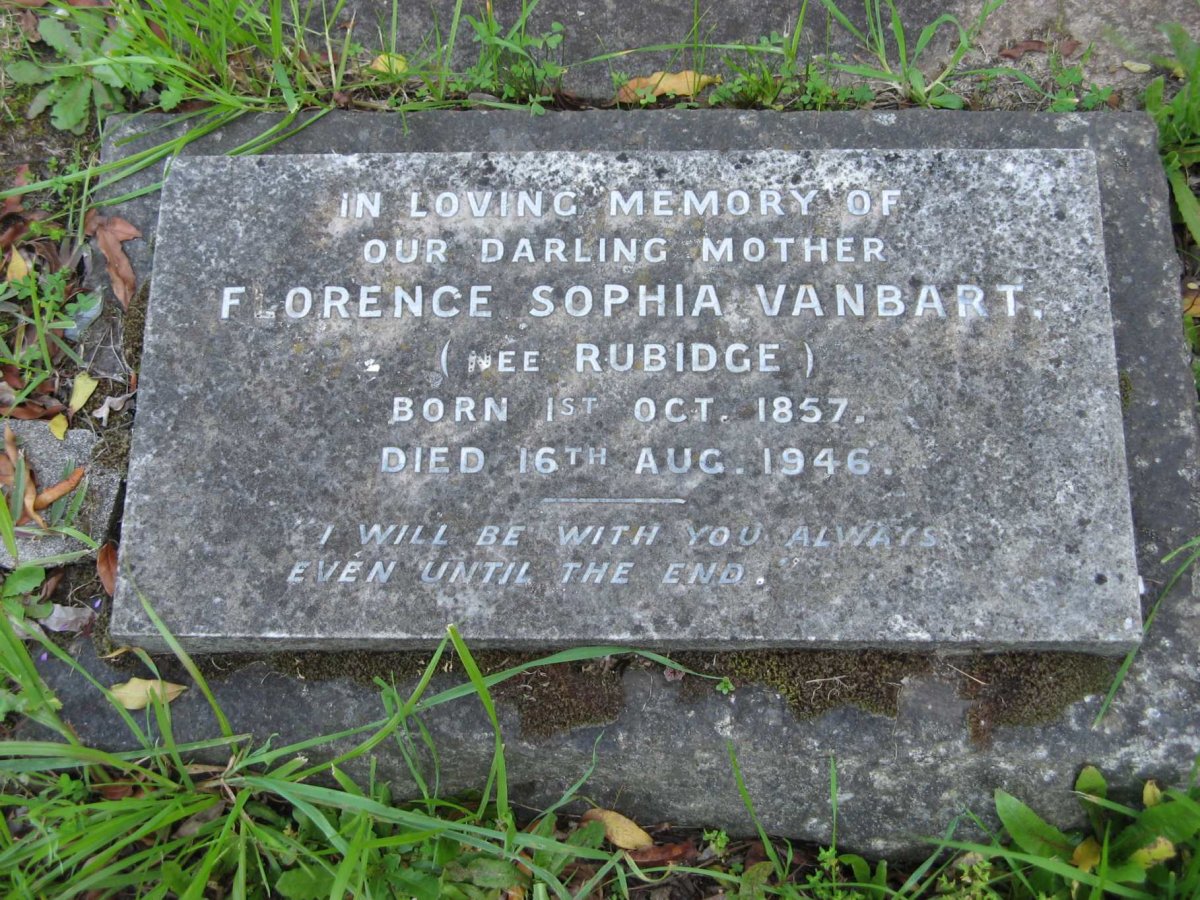 IN LOVING MEMORY OF
OUR DARLING MOTHER
FLORENCE SOPHIA VANBART.
( NEE RUBIDGE )
BORN 1ST OCT. 1857.
DIED 16TH AUG. 1946.
"I WILL BE WITH YOU ALWAYS
EVEN UNTIL THE END."